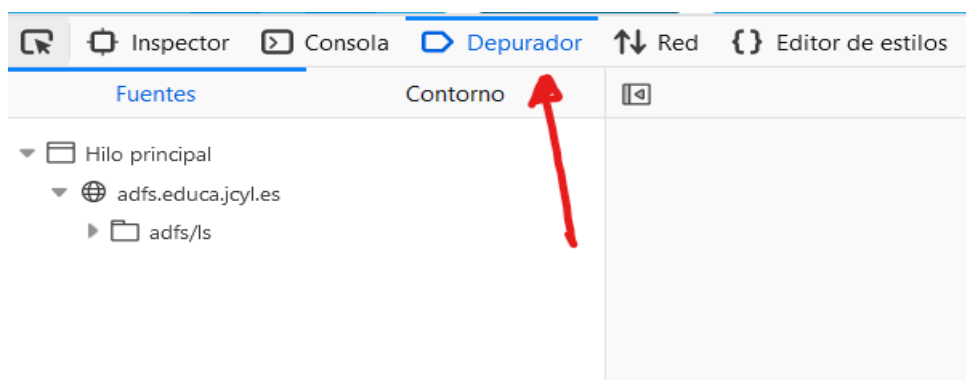 Inspector Consola Depurador Red Editor de estilos
Fuentes Contorno
Hilo principal
adfs.educa.jcyl.es
adfs/ls